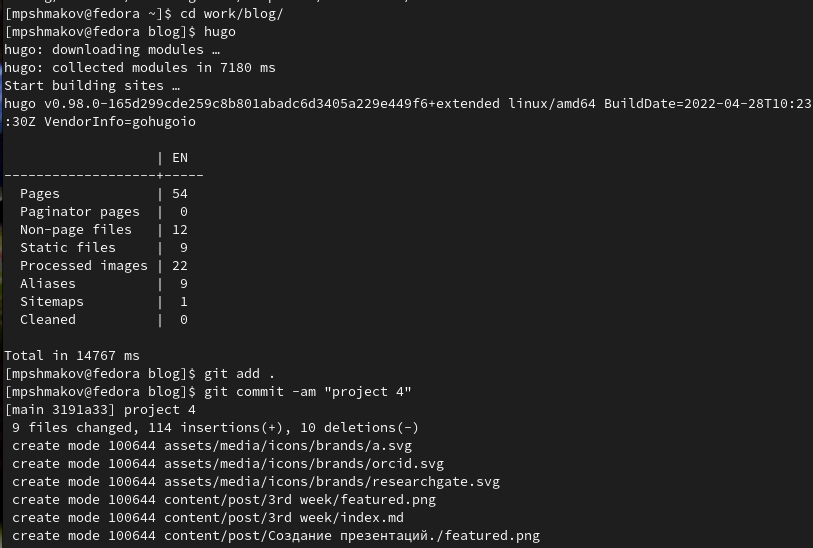 [mpshmakov@fedora ~]$ cd work/blog/
[mpshmakov@fedora blog]$ hugo
hugo: downloading modules …
hugo: collected modules in 7180 ms
Start building sites …
hugo v0.98.0-165d299cde259c8b801abadc6d3405a229e449f6+extended linux/amd64 BuildDate=2022-04-28T10:23
:30Z VendorInfo=gohugoio
                   | EN
-------------------+-----
  Pages            | 54
  Paginator pages  |  0
  Non-page files   | 12
  Static files     |  9
  Processed images | 22
  Aliases          |  9
  Sitemaps         |  1
  Cleaned          |  0
Total in 14767 ms
[mpshmakov@fedora blog]$ git add .
[mpshmakov@fedora blog]$ git commit -am "project 4"
[main 3191a33] project 4
 9 files changed, 114 insertions(+), 10 deletions(-)
 create mode 100644 assets/media/icons/brands/a.svg
 create mode 100644 assets/media/icons/brands/orcid.svg
 create mode 100644 assets/media/icons/brands/researchgate.svg
 create mode 100644 content/post/3rd week/featured.png
 create mode 100644 content/post/3rd week/index.md
 create mode 100644 content/post/Создание презентаций./featured.png